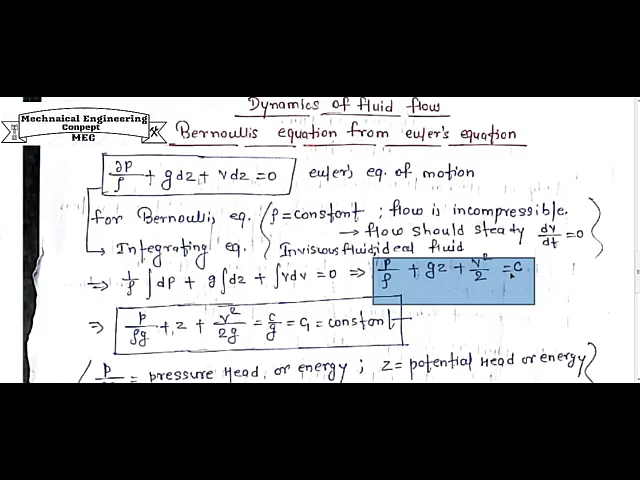 Dynamics of fluid flow
Mechnaical Engineering
Conpept
MEC
Bernoullis equation from euler's equation
∂P/ρ + gdz + vdz = 0 euler's eq. of motion
for Bernoulis eq. (ρ = constant ; flow is incompressible.
→ flow should steady dv/dt = 0
→ Integrating eq. Inviscous fluid, ideal fluid)
⇒ 1/ρ ∫dp + g∫dz + ∫vdv = 0 ⇒ P/ρ + gz + v²/2 = C
⇒ P/ρg + z + v²/2g = c/g = C₁ = constant
(P/ = pressure Head or energy ; Z = potential Head or energy)